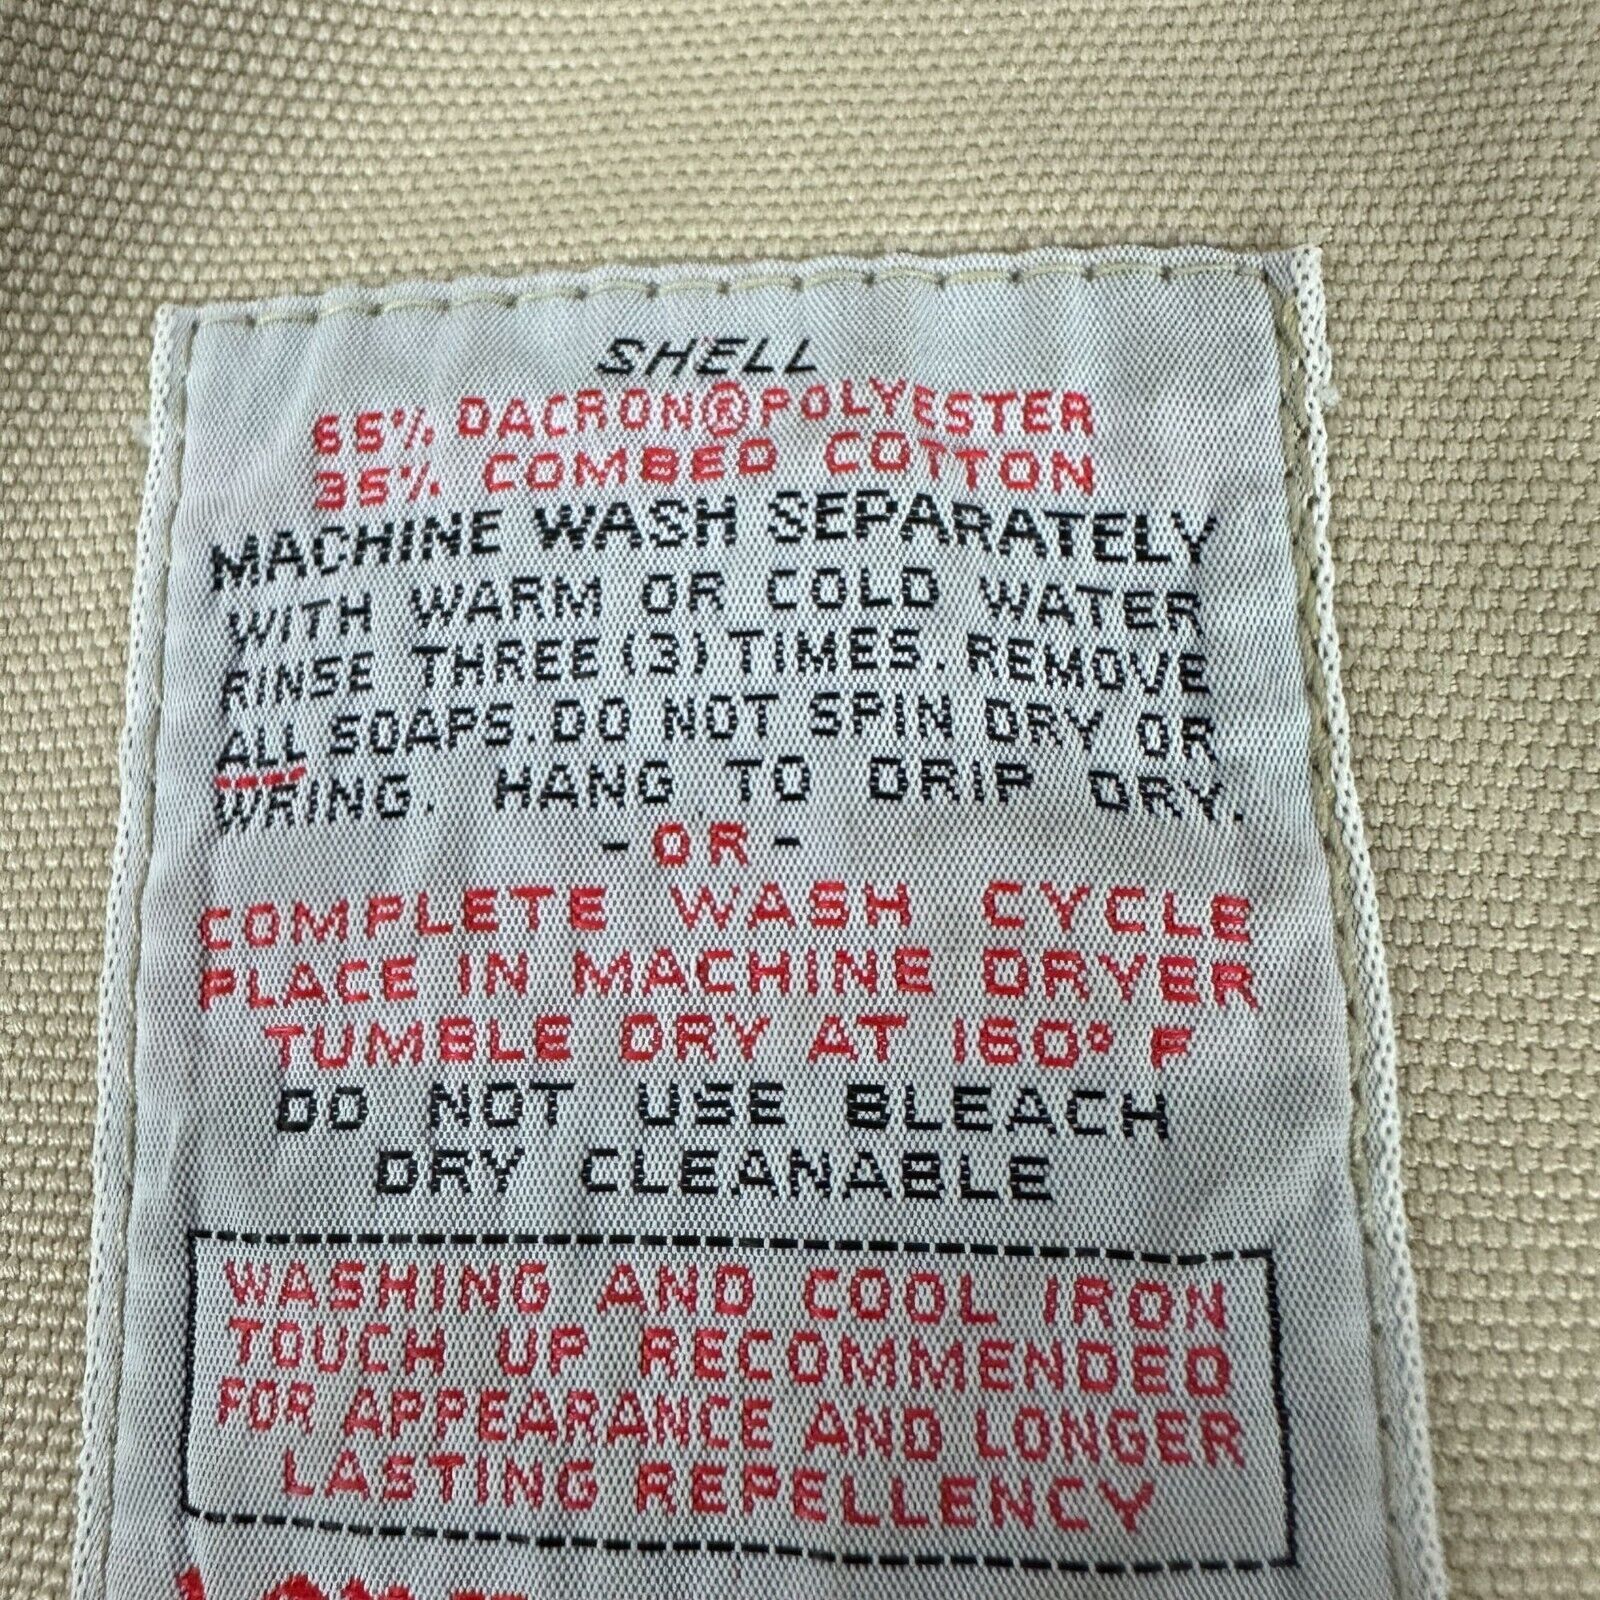 SHELL
65% DACRON® POLYESTER
35% COMBED COTTON
MACHINE WASH SEPARATELY
WITH WARM OR COLD WATER
RINSE THREE (3) TIMES. REMOVE
ALL SOAPS. DO NOT SPIN DRY OR
WRING. HANG TO DRIP DRY.
- OR -
COMPLETE WASH CYCLE
PLACE IN MACHINE DRYER
TUMBLE DRY AT 160° F
DO NOT USE BLEACH
DRY CLEANABLE
WASHING AND COOL IRON
TOUCH UP RECOMMENDED
FOR APPEARANCE AND LONGER
LASTING REPELLENCY